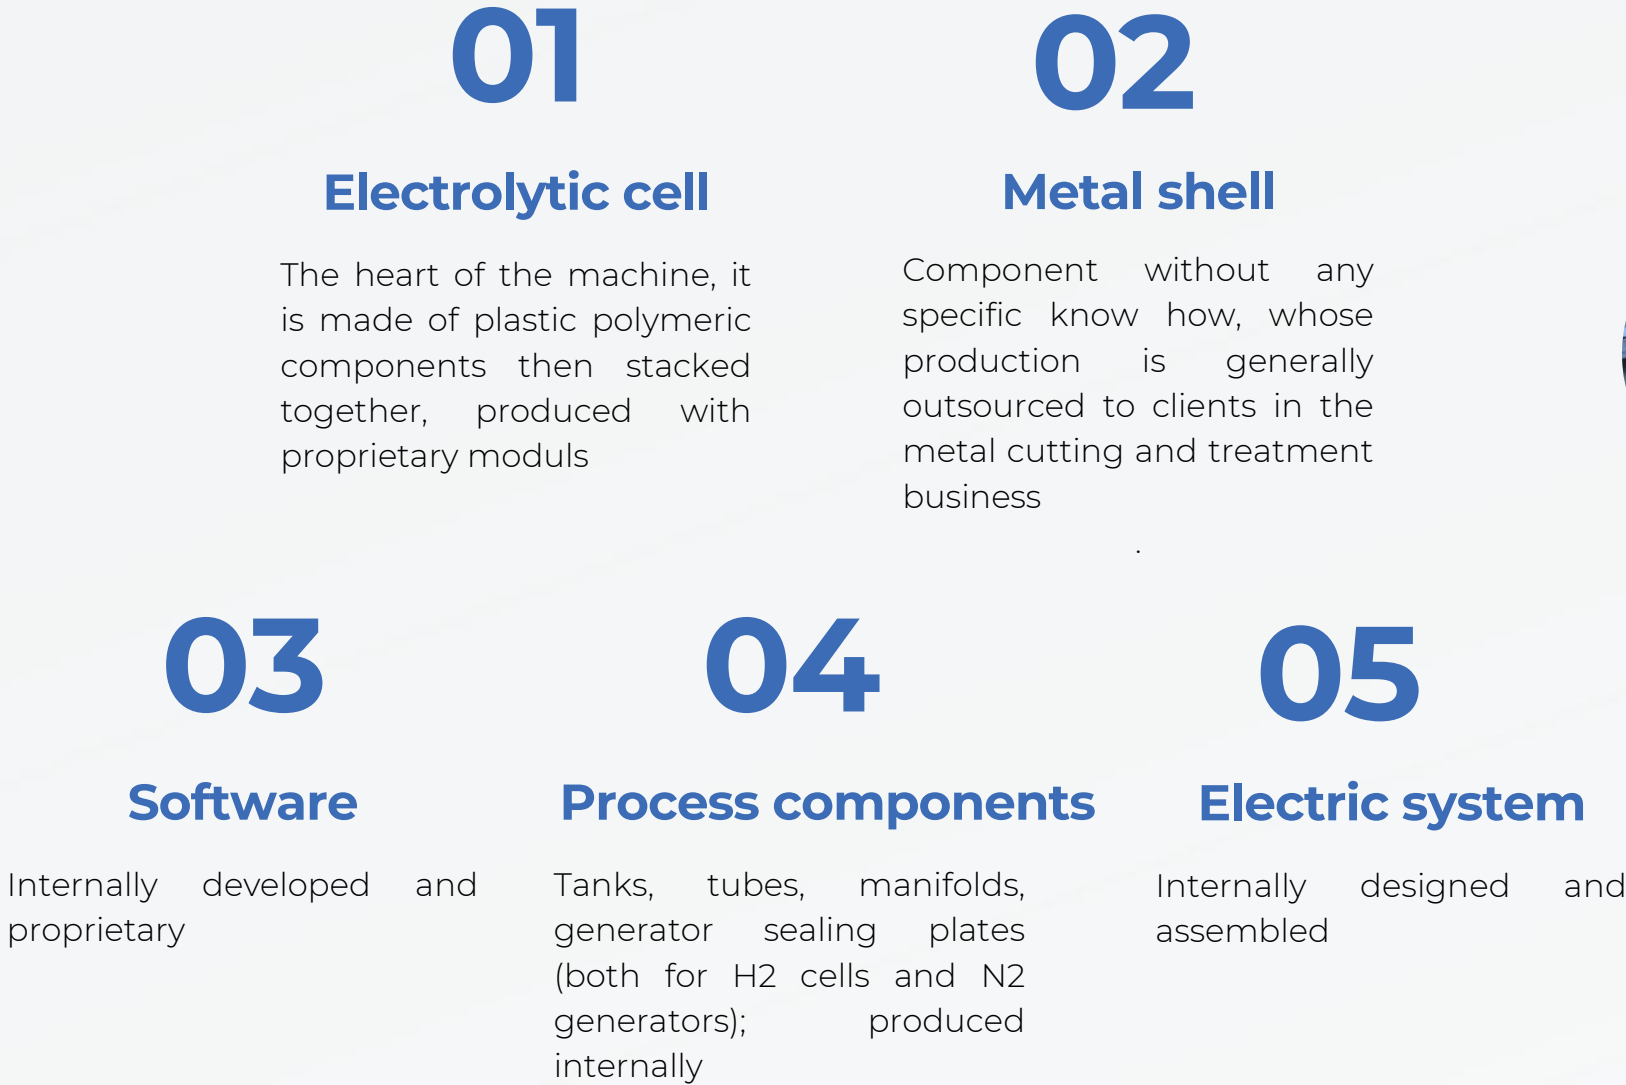 01
Electrolytic cell
The heart of the machine, it
is made of plastic polymeric
components then stacked
together, produced with
proprietary moduls
02
Metal shell
Component without any
specific know how, whose
production is generally
outsourced to clients in the
metal cutting and treatment
business
.
03
Software
Internally developed and
proprietary
04
Process components
Tanks, tubes, manifolds,
generator sealing plates
(both for H2 cells and N2
generators); produced
internally
05
Electric system
Internally designed and
assembled